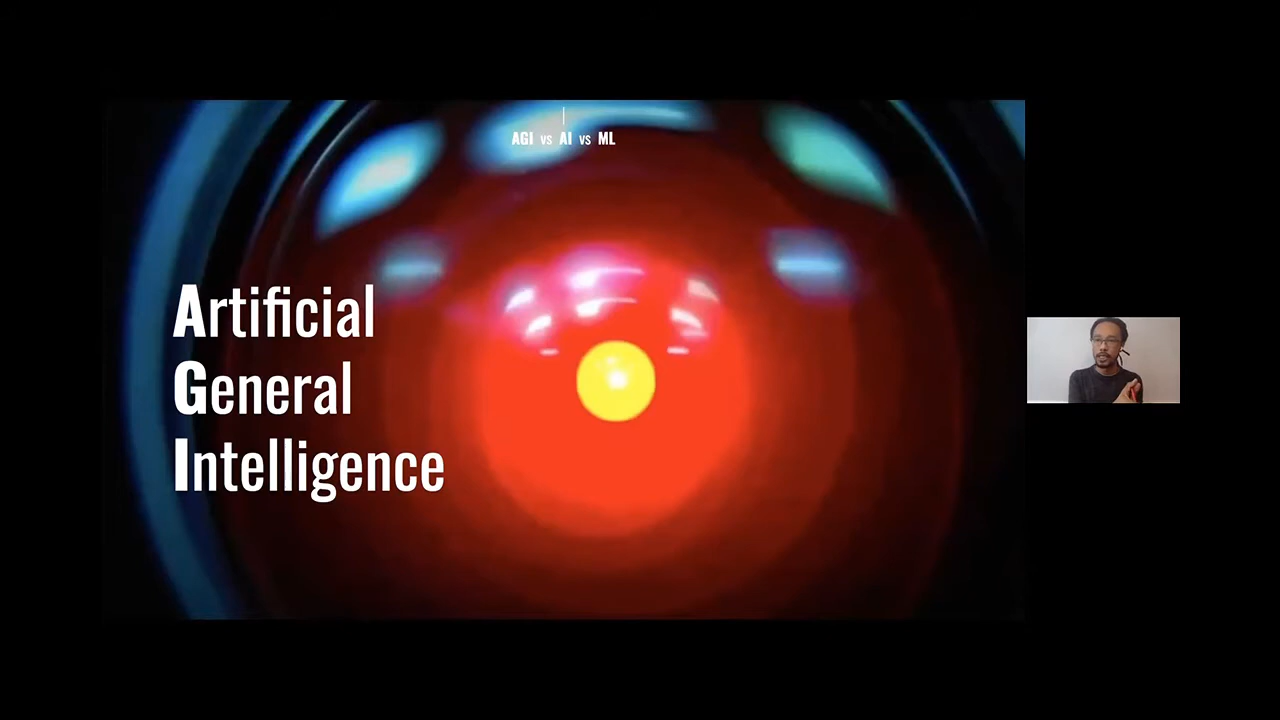 AGI vs AI vs ML
Artificial
General
Intelligence